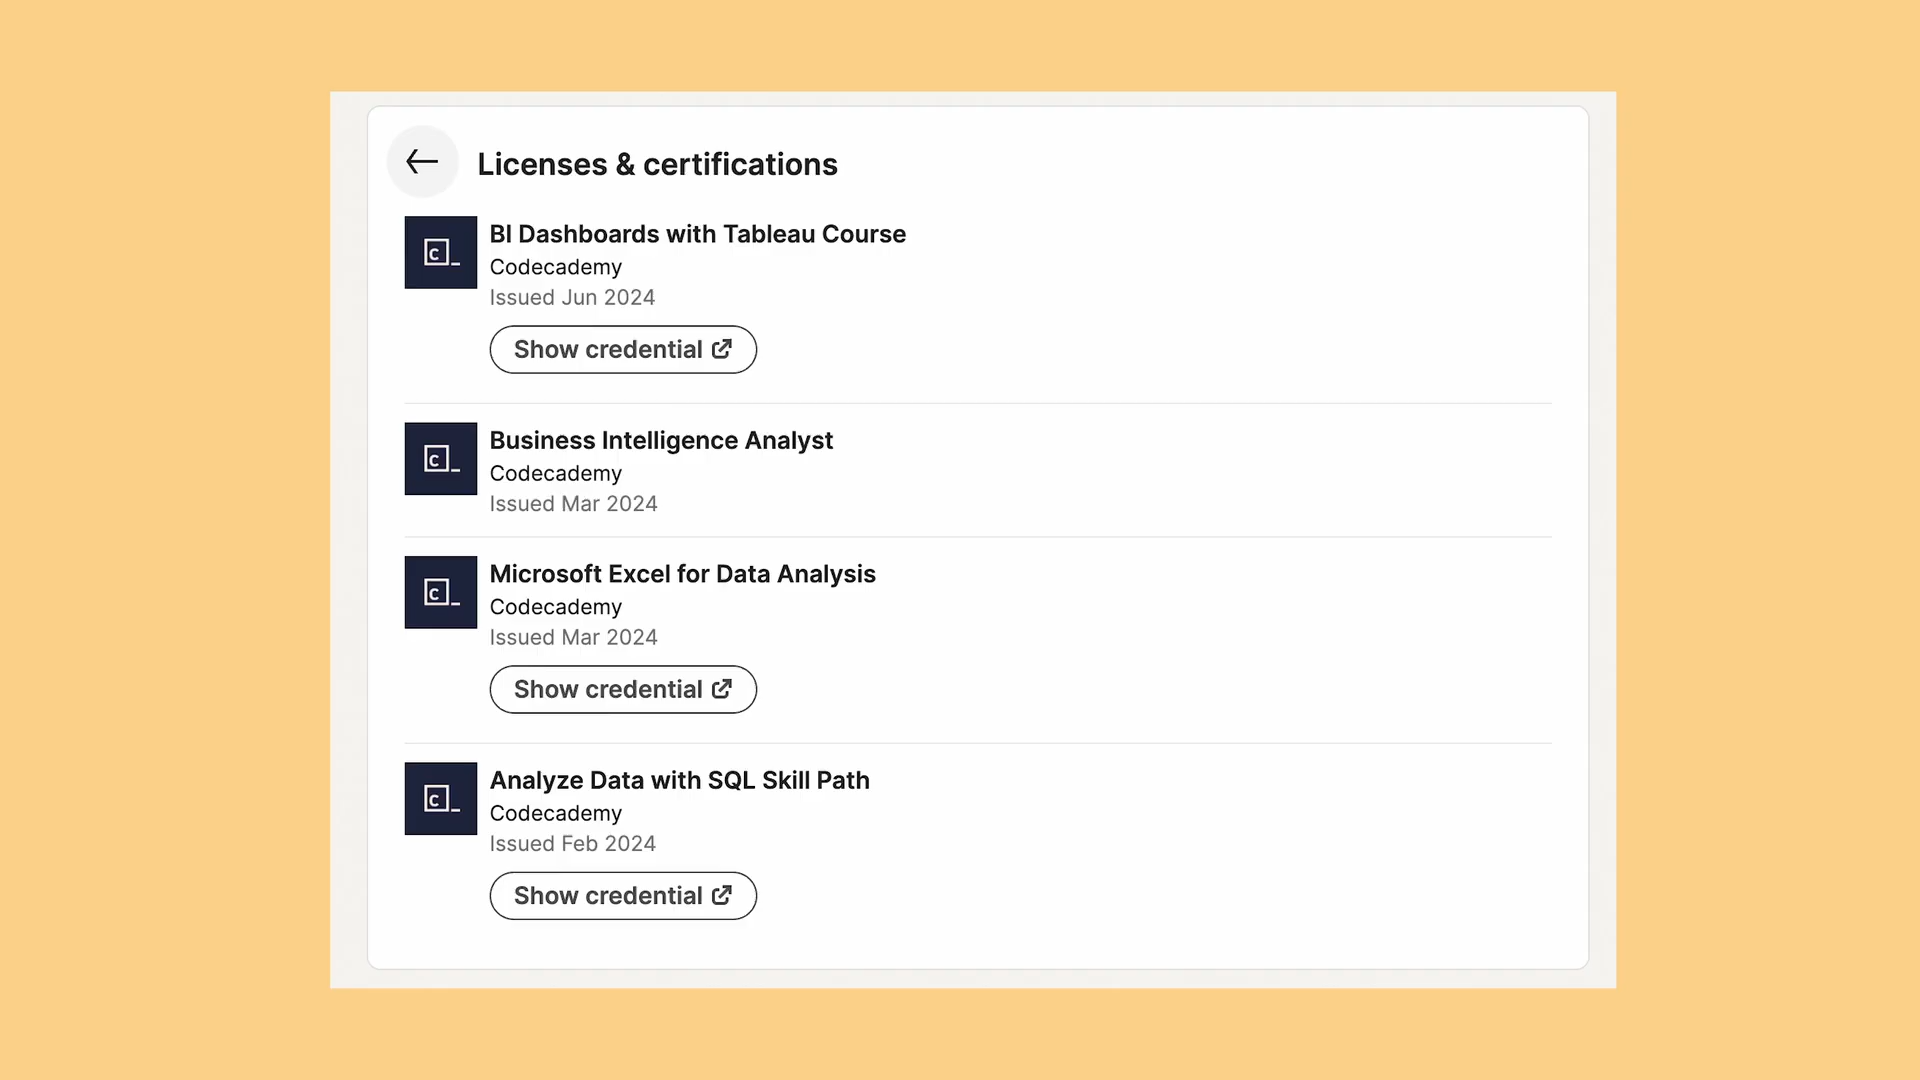 Licenses & certifications
BI Dashboards with Tableau Course
Codecademy
Issued Jun 2024
Show credential
Business Intelligence Analyst
Codecademy
Issued Mar 2024
Microsoft Excel for Data Analysis
Codecademy
Issued Mar 2024
Show credential
Analyze Data with SQL Skill Path
Codecademy
Issued Feb 2024
Show credential